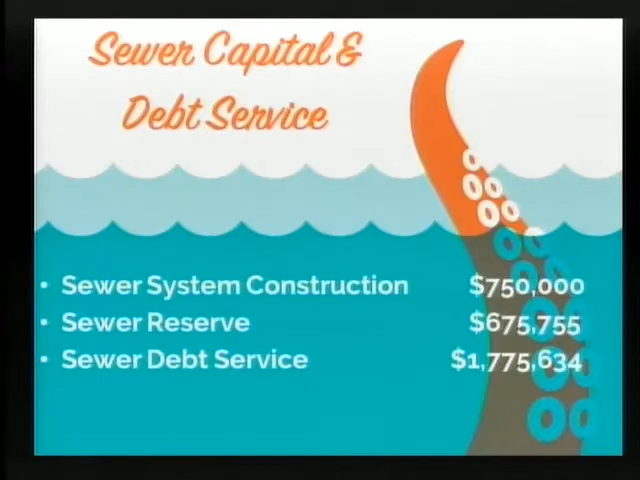 Sewer Capital &
Debt Service
• Sewer System Construction $750,000
• Sewer Reserve $675,755
• Sewer Debt Service $1,775,634